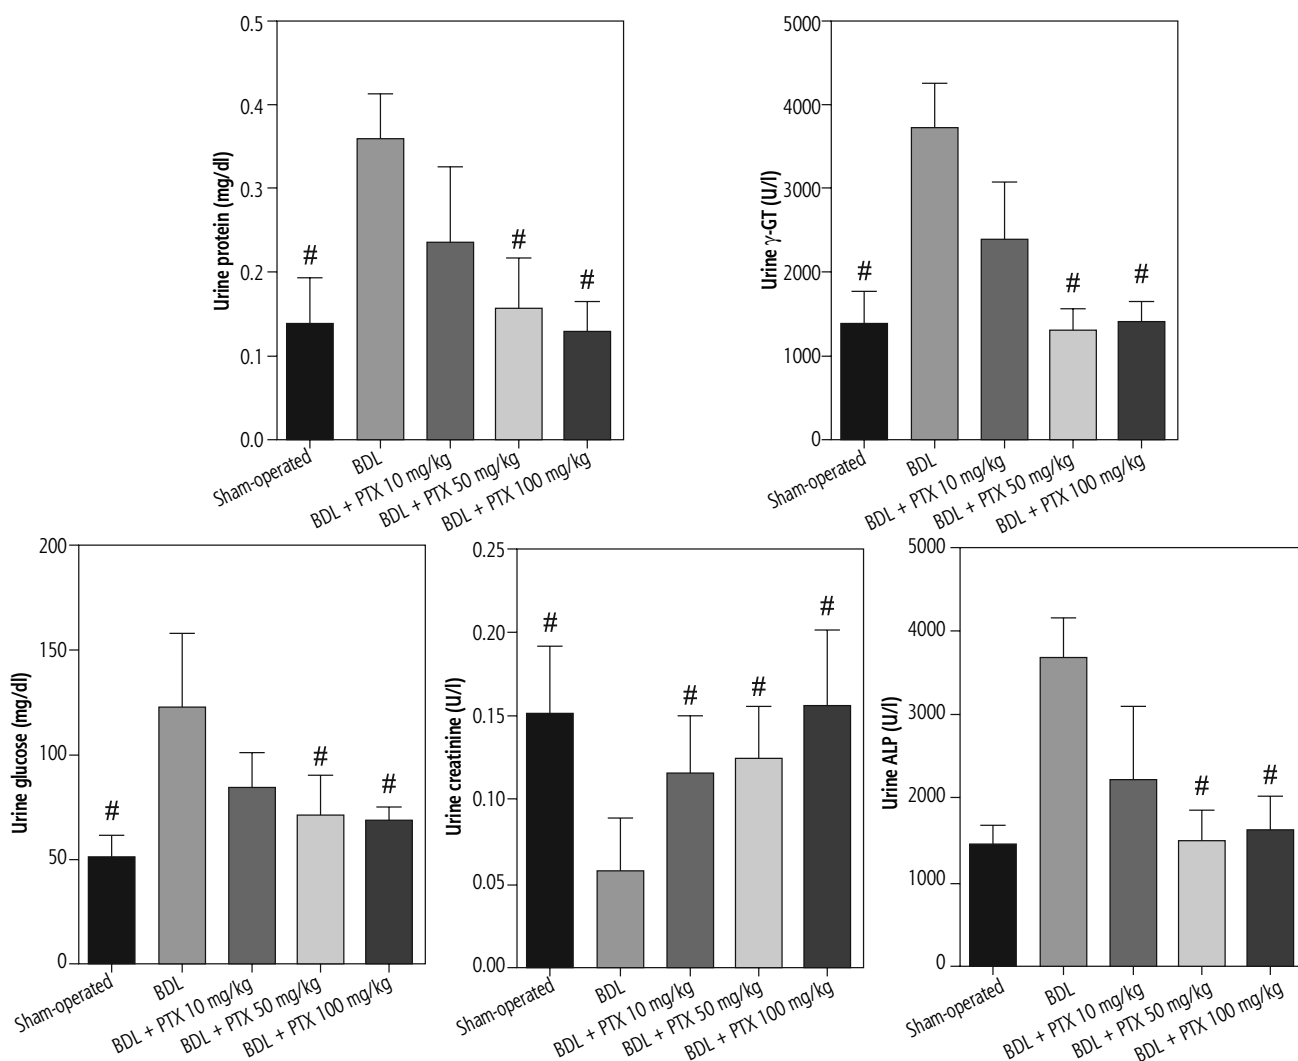 0.5
0.4
0.3
0.2
0.1
0.0
Urine protein (mg/dl)
#
#
#
Sham-operated
BDL
BDL + PTX 10 mg/kg
BDL + PTX 50 mg/kg
BDL + PTX 100 mg/kg
5000
4000
3000
2000
1000
0
Urine γ-GT (U/l)
#
#
#
Sham-operated
BDL
BDL + PTX 10 mg/kg
BDL + PTX 50 mg/kg
BDL + PTX 100 mg/kg
200
150
100
50
0
Urine glucose (mg/dl)
#
#
#
Sham-operated
BDL
BDL + PTX 10 mg/kg
BDL + PTX 50 mg/kg
BDL + PTX 100 mg/kg
0.25
0.20
0.15
0.10
0.05
0.00
Urine creatinine (U/l)
#
#
#
#
Sham-operated
BDL
BDL + PTX 10 mg/kg
BDL + PTX 50 mg/kg
BDL + PTX 100 mg/kg
5000
4000
3000
2000
1000
0
Urine ALP (U/l)
#
#
Sham-operated
BDL
BDL + PTX 10 mg/kg
BDL + PTX 50 mg/kg
BDL + PTX 100 mg/kg